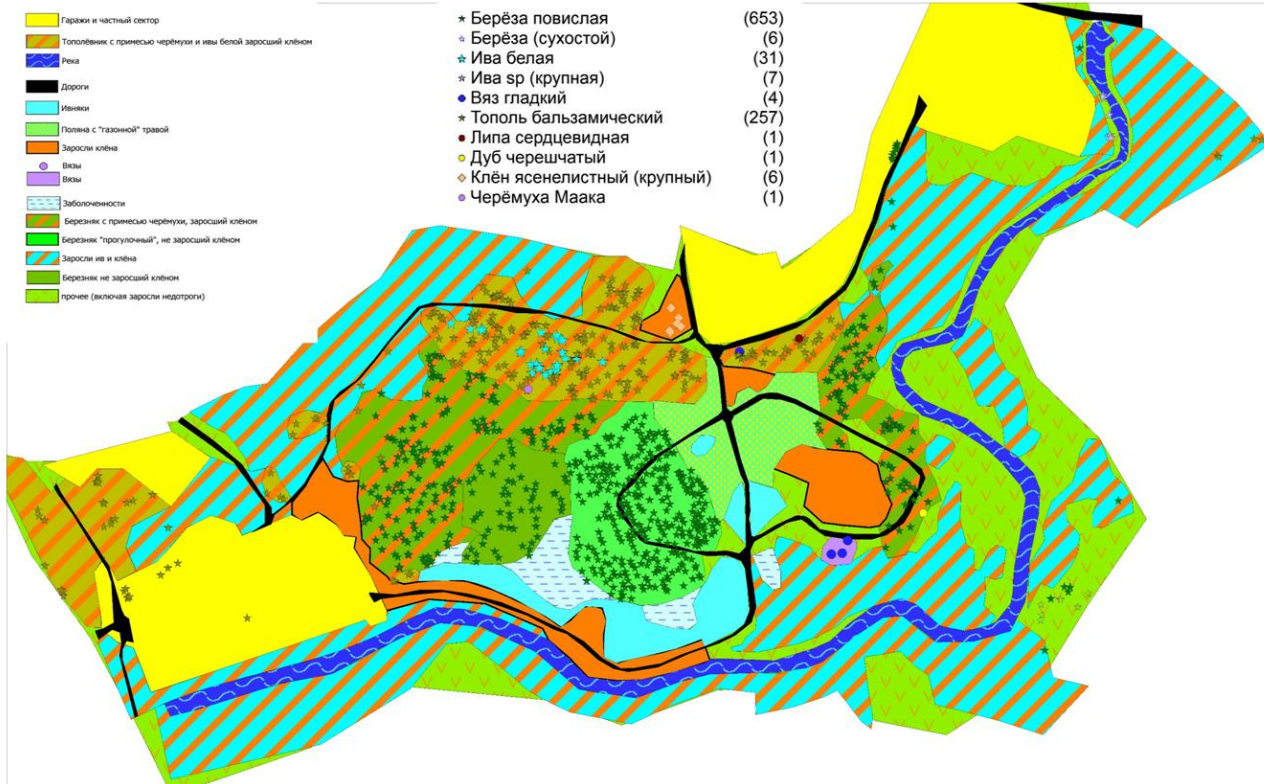 Гаражи и частный сектор
Тополёвник с примесью черёмухи и ивы белой заросший клёном
Река
Дороги
Ивняки
Поляна с "газонной" травой
Заросли клёна
Вязы
Вязы
Заболоченности
Березняк с примесью черёмухи, заросший клёном
Березняк "прогулочный", не заросший клёном
Заросли ив и клёна
Березняк не заросший клёном
прочее (включая заросли недотроги)
Берёза повислая (653)
Берёза (сухостой) (6)
Ива белая (31)
Ива sp (крупная) (7)
Вяз гладкий (4)
Тополь бальзамический (257)
Липа сердцевидная (1)
Дуб черешчатый (1)
Клён ясенелистный (крупный) (6)
Черёмуха Маака (1)